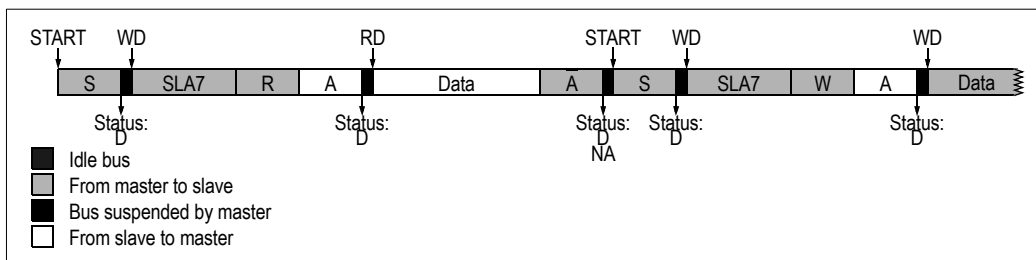 START WD RD START WD WD
S SLA7 R A Data A̅ S SLA7 W A Data
Status: Status: Status: Status: Status:
D D D D D
NA
Idle bus
From master to slave
Bus suspended by master
From slave to master